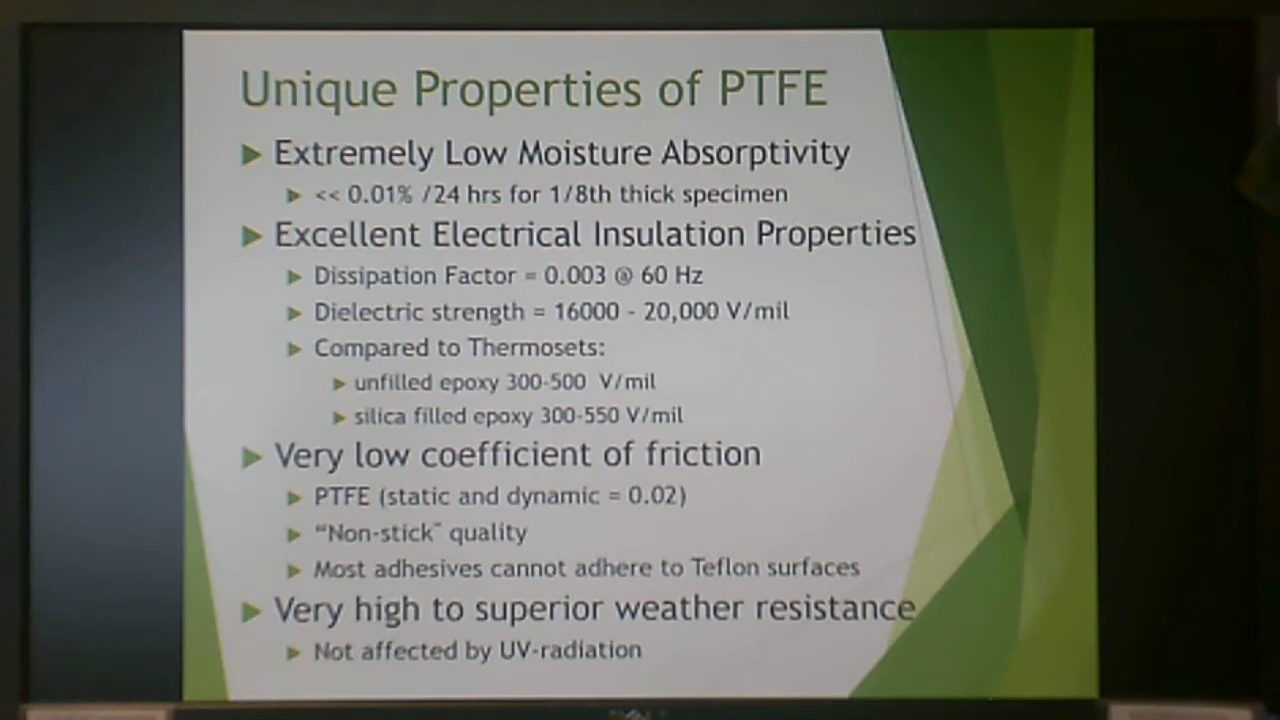 Unique Properties of PTFE
Extremely Low Moisture Absorptivity
<< 0.01% /24 hrs for 1/8th thick specimen
Excellent Electrical Insulation Properties
Dissipation Factor = 0.003 @ 60 Hz
Dielectric strength = 16000 - 20,000 V/mil
Compared to Thermosets:
unfilled epoxy 300-500 V/mil
silica filled epoxy 300-550 V/mil
Very low coefficient of friction
PTFE (static and dynamic = 0.02)
"Non-stick" quality
Most adhesives cannot adhere to Teflon surfaces
Very high to superior weather resistance
Not affected by UV-radiation